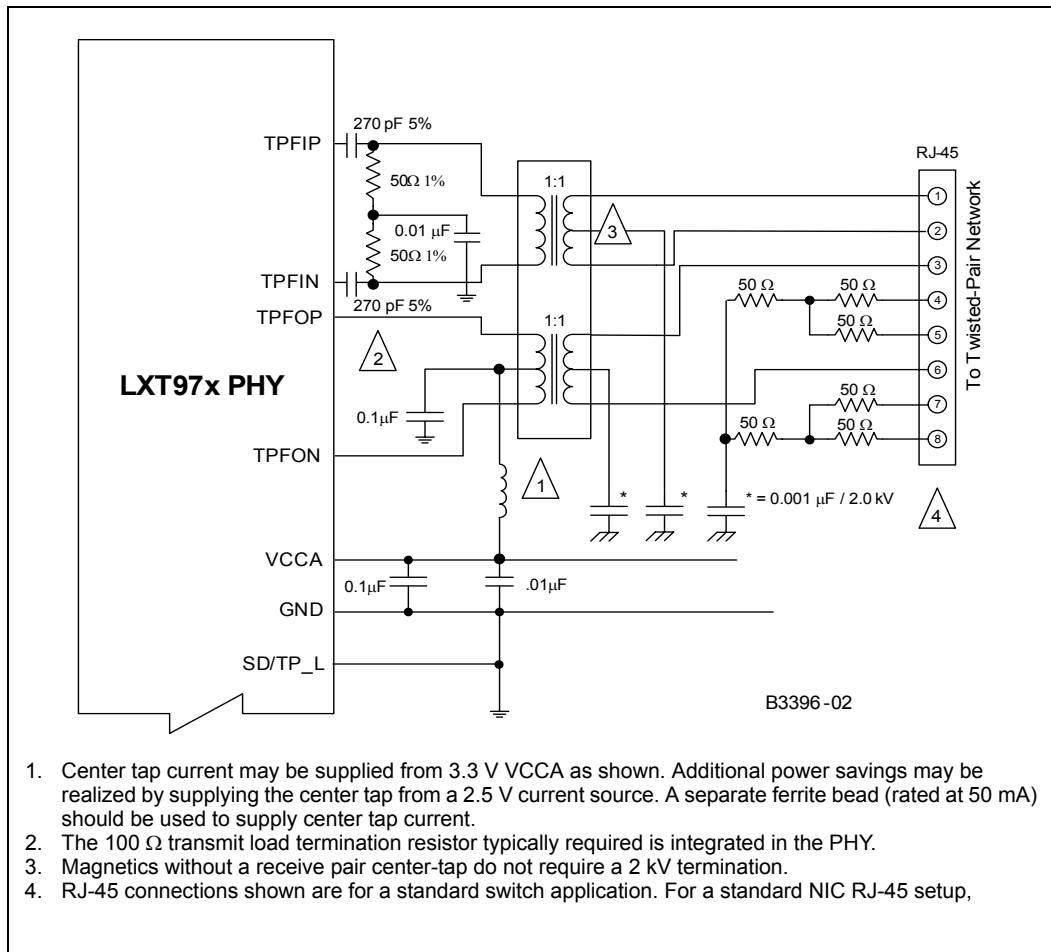 270 pF 5%
TPFIP
50Ω 1%
0.01 μF
50Ω 1%
TPFIN
270 pF 5%
TPFOP
2
LXT97x PHY
0.1μF
TPFON
1:1
3
1:1
1
RJ-45
1
2
3
50 Ω
50 Ω
4
50 Ω
5
6
50 Ω
7
50 Ω
50 Ω
8
To Twisted-Pair Network
4
*
*
* = 0.001 μF / 2.0 kV
VCCA
0.1μF
.01μF
GND
SD/TP_L
B3396-02
1. Center tap current may be supplied from 3.3 V VCCA as shown. Additional power savings may be
realized by supplying the center tap from a 2.5 V current source. A separate ferrite bead (rated at 50 mA)
should be used to supply center tap current.
2. The 100 Ω transmit load termination resistor typically required is integrated in the PHY.
3. Magnetics without a receive pair center-tap do not require a 2 kV termination.
4. RJ-45 connections shown are for a standard switch application. For a standard NIC RJ-45 setup,